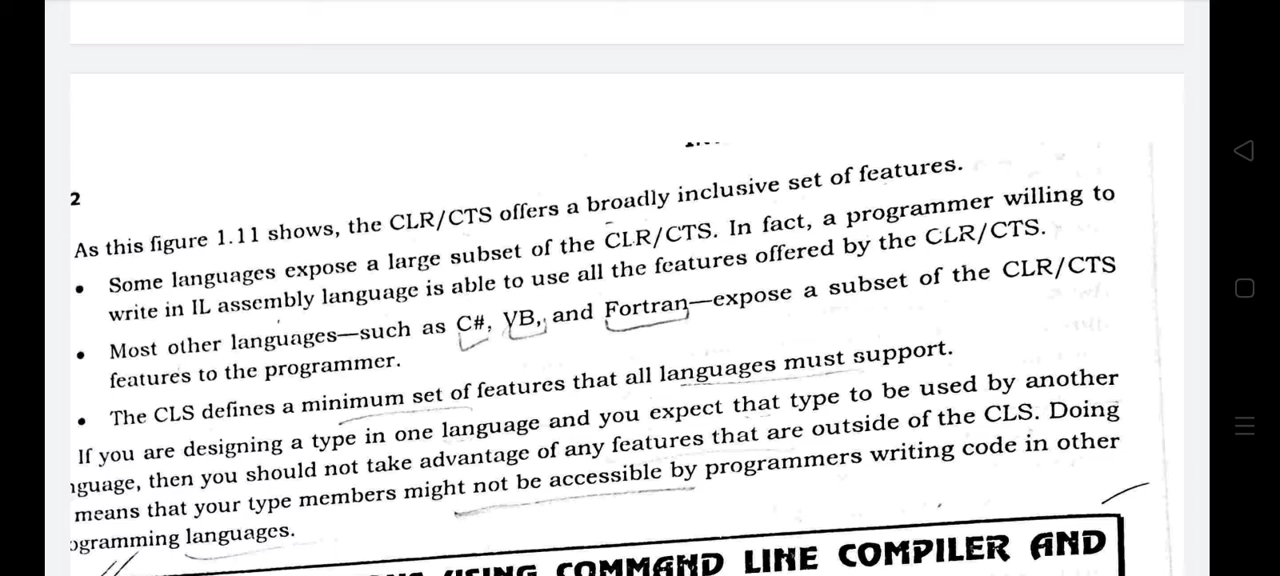 2
As this figure 1.11 shows, the CLR/CTS offers a broadly inclusive set of features.
• Some languages expose a large subset of the CLR/CTS. In fact, a programmer willing to
write in IL assembly language is able to use all the features offered by the CLR/CTS.
• Most other languages—such as C#, VB, and Fortran—expose a subset of the CLR/CTS
features to the programmer.
• The CLS defines a minimum set of features that all languages must support.
If you are designing a type in one language and you expect that type to be used by another
nguage, then you should not take advantage of any features that are outside of the CLS. Doing
means that your type members might not be accessible by programmers writing code in other
ogramming languages.
USING COMMAND LINE COMPILER AND